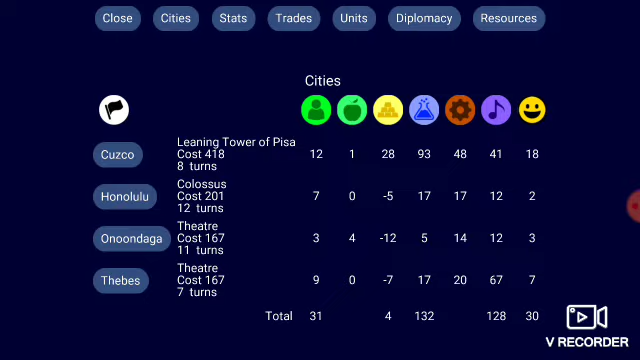 Close Cities Stats Trades Units Diplomacy Resources
Cities
Cuzco Leaning Tower of Pisa
Cost 418
8 turns 12 1 28 93 48 41 18
Honolulu Colossus
Cost 201
12 turns 7 0 -5 17 17 12 2
Onoondaga Theatre
Cost 167
11 turns 3 4 -12 5 14 12 3
Thebes Theatre
Cost 167
7 turns 9 0 -7 17 20 67 7
Total 31 4 132 128 30
V RECORDER